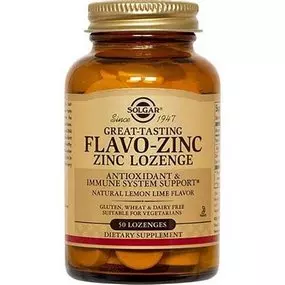 SOLGAR®
Since 1947
GREAT-TASTING
FLAVO-ZINC
ZINC LOZENGE
ANTIOXIDANT &
IMMUNE SYSTEM SUPPORT*
NATURAL LEMON LIME FLAVOR
GLUTEN, WHEAT & DAIRY FREE
SUITABLE FOR VEGETARIANS
50 LOZENGES
DIETARY SUPPLEMENT